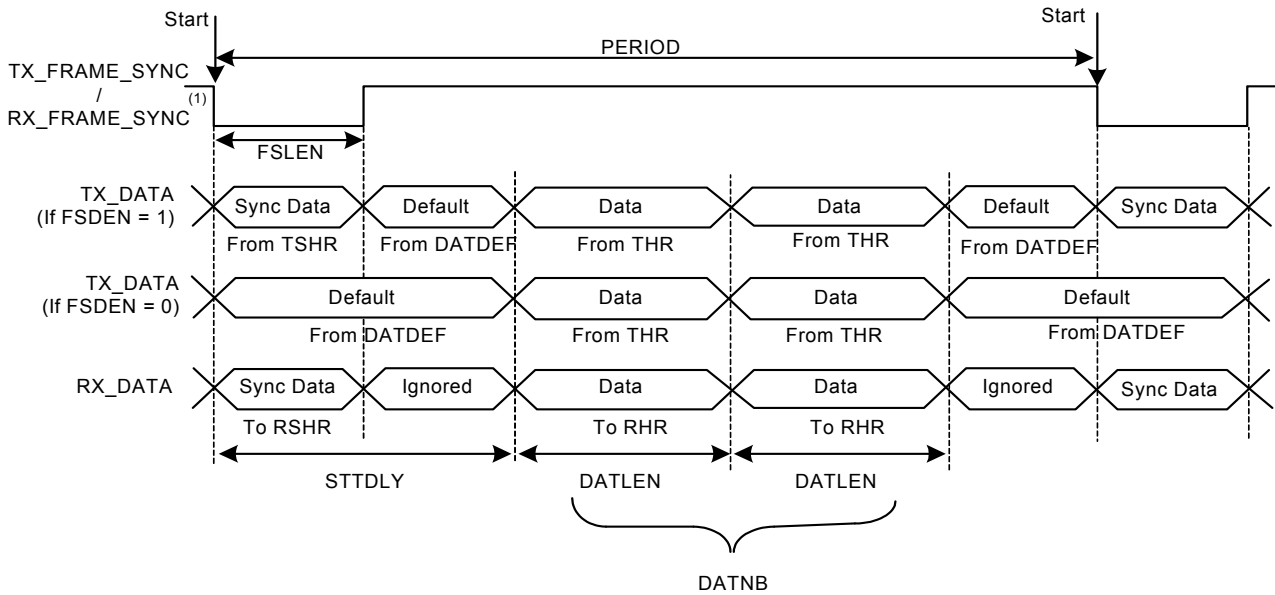 Start
Start
PERIOD
TX_FRAME_SYNC
/
RX_FRAME_SYNC
(1)
FSLEN
TX_DATA
(If FSDEN = 1)
Sync Data
Default
Data
Data
Default
Sync Data
From TSHR
From DATDEF
From THR
From THR
From DATDEF
TX_DATA
(If FSDEN = 0)
Default
Data
Data
Default
From DATDEF
From THR
From THR
From DATDEF
RX_DATA
Sync Data
Ignored
Data
Data
Ignored
Sync Data
To RSHR
To RHR
To RHR
STTDLY
DATLEN
DATLEN
DATNB